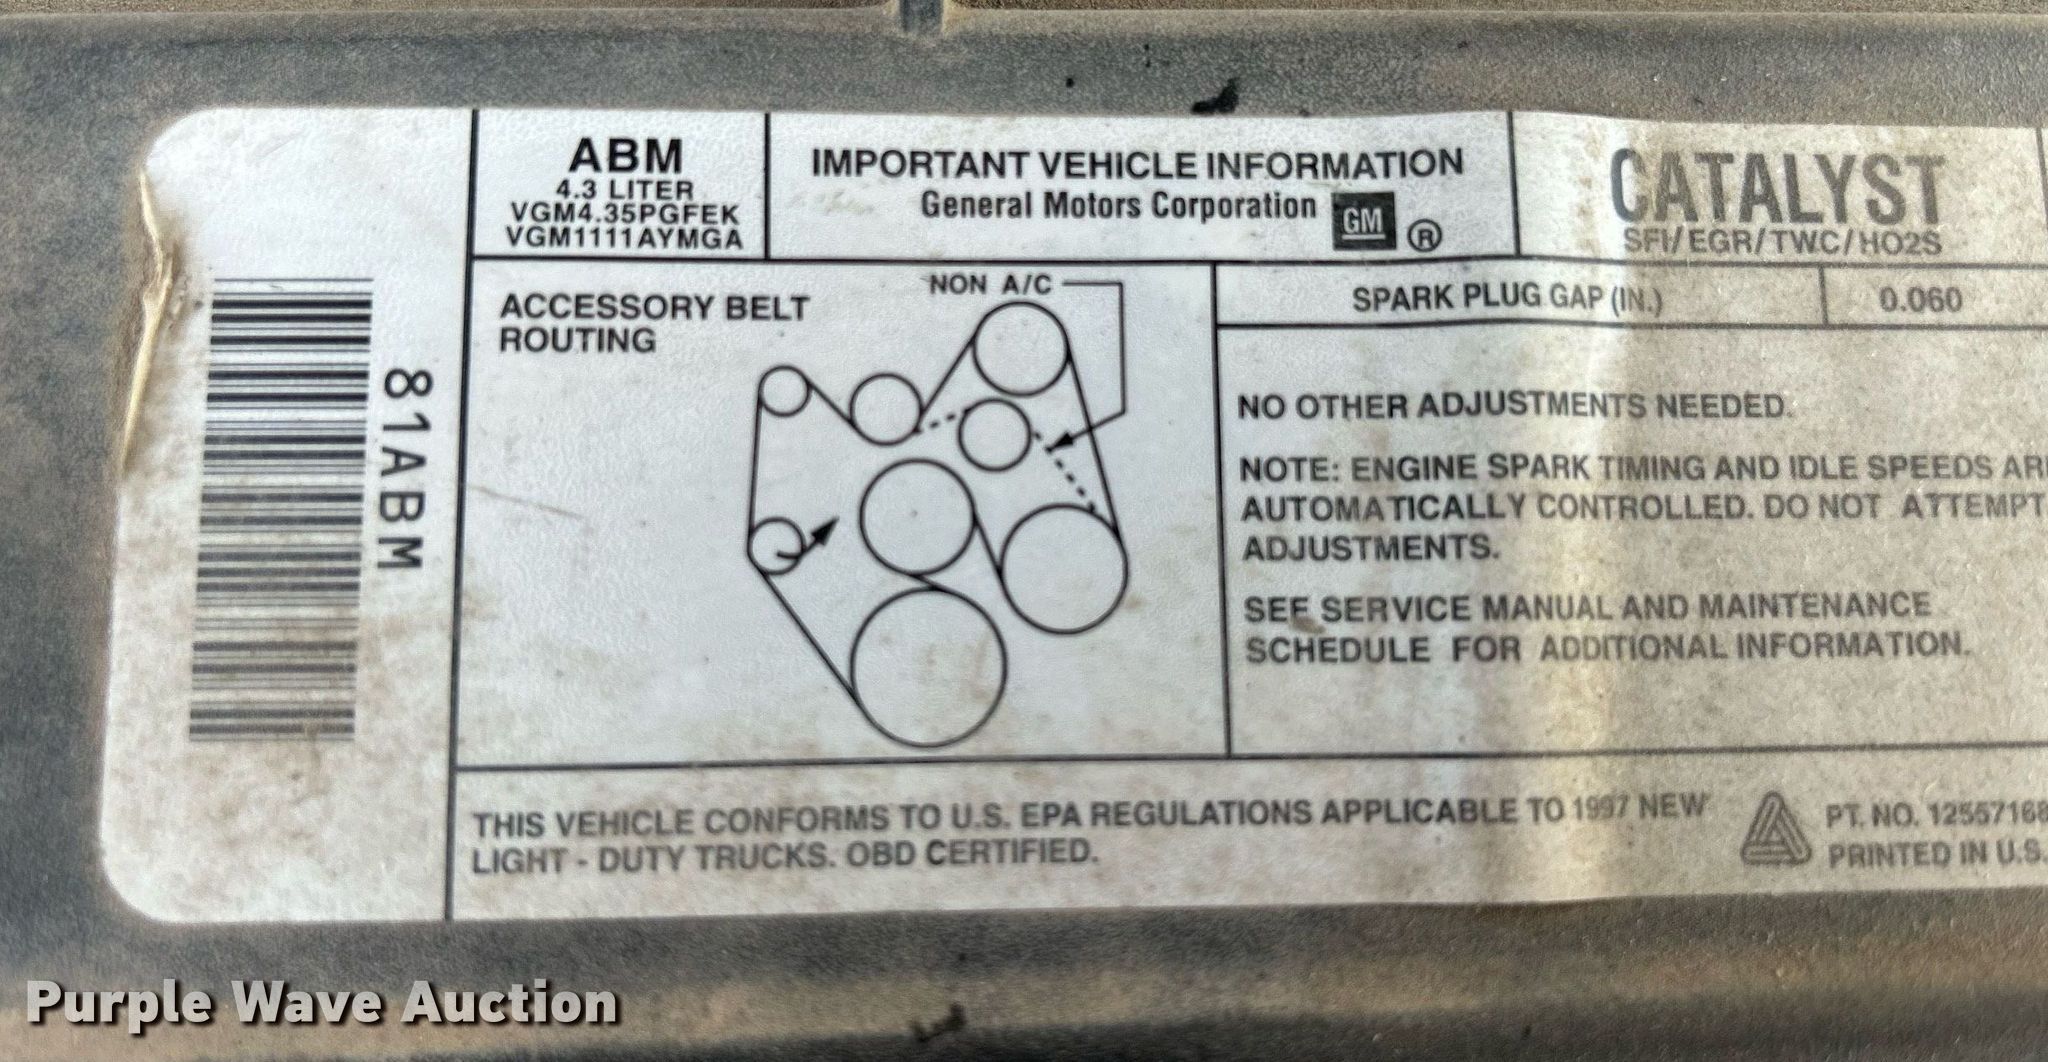 ABM
4.3 LITER
VGM4.35PGFEK
VGM1111AYMGA
IMPORTANT VEHICLE INFORMATION
General Motors Corporation GM ®
CATALYST
SFI/EGR/TWC/HO2S
81ABM
ACCESSORY BELT
ROUTING
NON A/C
SPARK PLUG GAP (IN.) 0.060
NO OTHER ADJUSTMENTS NEEDED.
NOTE: ENGINE SPARK TIMING AND IDLE SPEEDS AR
AUTOMATICALLY CONTROLLED. DO NOT ATTEMPT
ADJUSTMENTS.
SEE SERVICE MANUAL AND MAINTENANCE
SCHEDULE FOR ADDITIONAL INFORMATION.
THIS VEHICLE CONFORMS TO U.S. EPA REGULATIONS APPLICABLE TO 1997 NEW
LIGHT - DUTY TRUCKS. OBD CERTIFIED.
PT. NO. 12557168
PRINTED IN U.S.
Purple Wave Auction